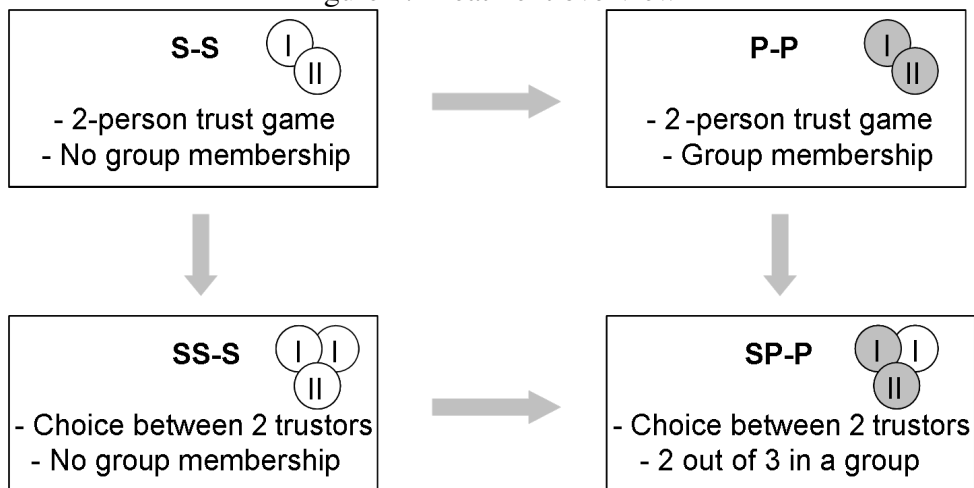 S-S
I
II
- 2-person trust game
- No group membership
P-P
I
II
- 2-person trust game
- Group membership
SS-S
I I
II
- Choice between 2 trustors
- No group membership
SP-P
I I
II
- Choice between 2 trustors
- 2 out of 3 in a group